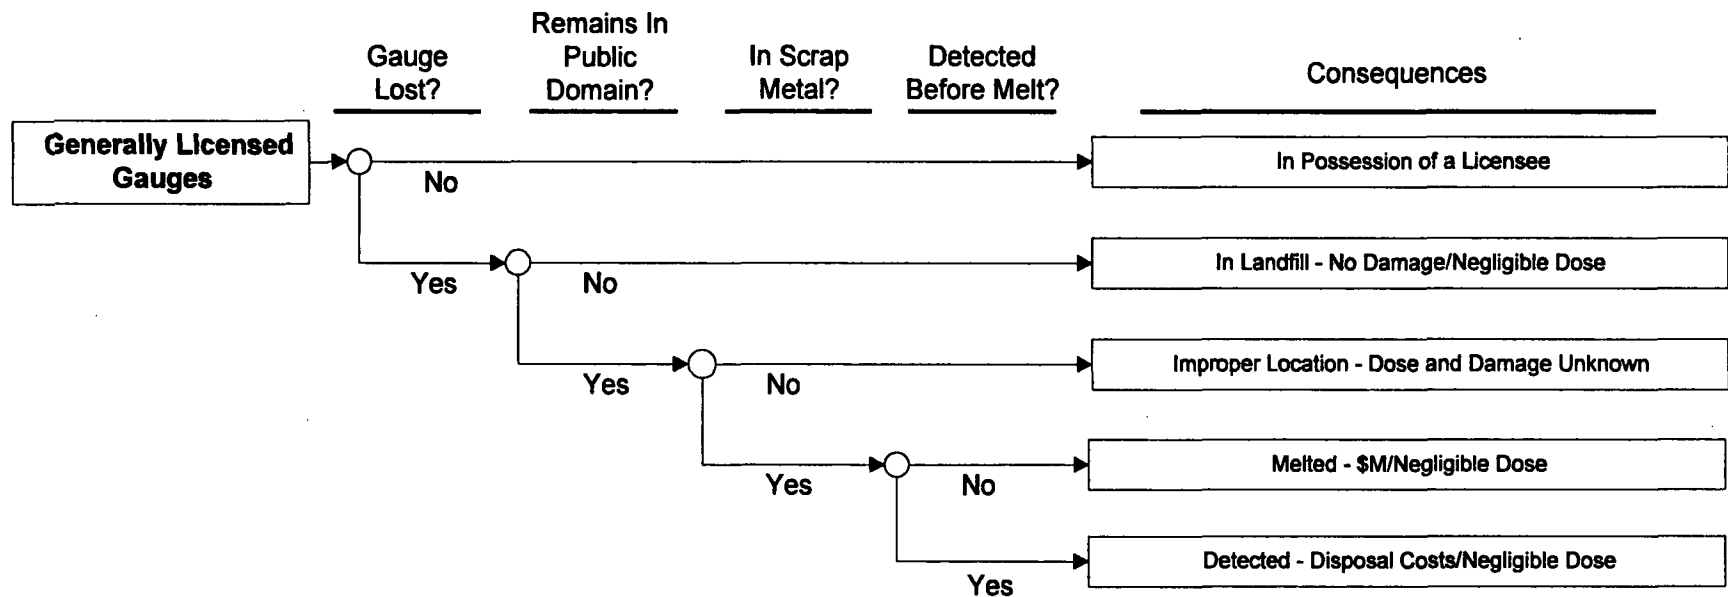 Gauge
Lost?
Remains In
Public
Domain?
In Scrap
Metal?
Detected
Before Melt?
Consequences
Generally Licensed
Gauges
No
In Possession of a Licensee
Yes
No
In Landfill - No Damage/Negligible Dose
Yes
No
Improper Location - Dose and Damage Unknown
Yes
No
Melted - $M/Negligible Dose
Yes
Detected - Disposal Costs/Negligible Dose